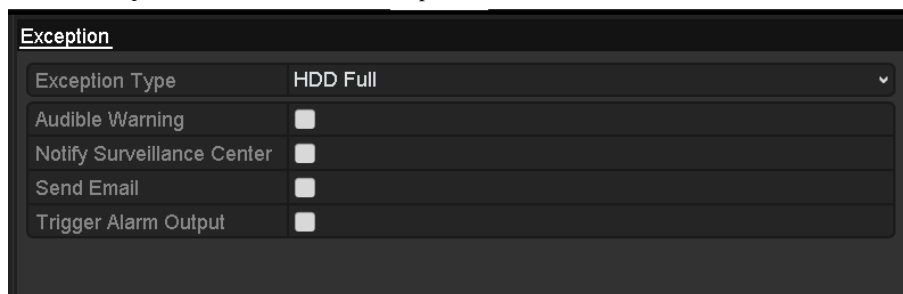 Exception
Exception Type HDD Full
Audible Warning
Notify Surveillance Center
Send Email
Trigger Alarm Output